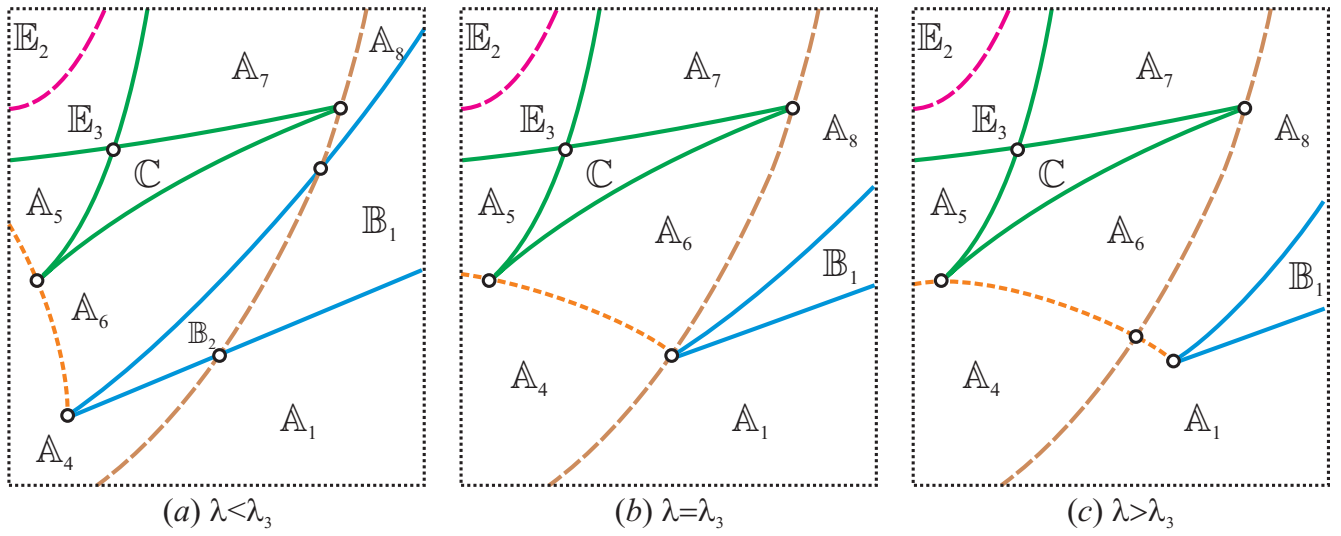 𝔼₂ 𝔸₈ 𝔼₂ 𝔼₂
𝔸₇ 𝔸₇ 𝔸₇
𝔼₃ 𝔼₃ 𝔸₈ 𝔼₃ 𝔸₈
ℂ ℂ ℂ
𝔸₅ 𝔹₁ 𝔸₅ 𝔸₆ 𝔸₅ 𝔸₆
𝔸₆ 𝔹₁ 𝔹₁
𝔹₂
𝔸₄ 𝔸₄
𝔸₄ 𝔸₁ 𝔸₁ 𝔸₁
(a) λ<λ₃ (b) λ=λ₃ (c) λ>λ₃